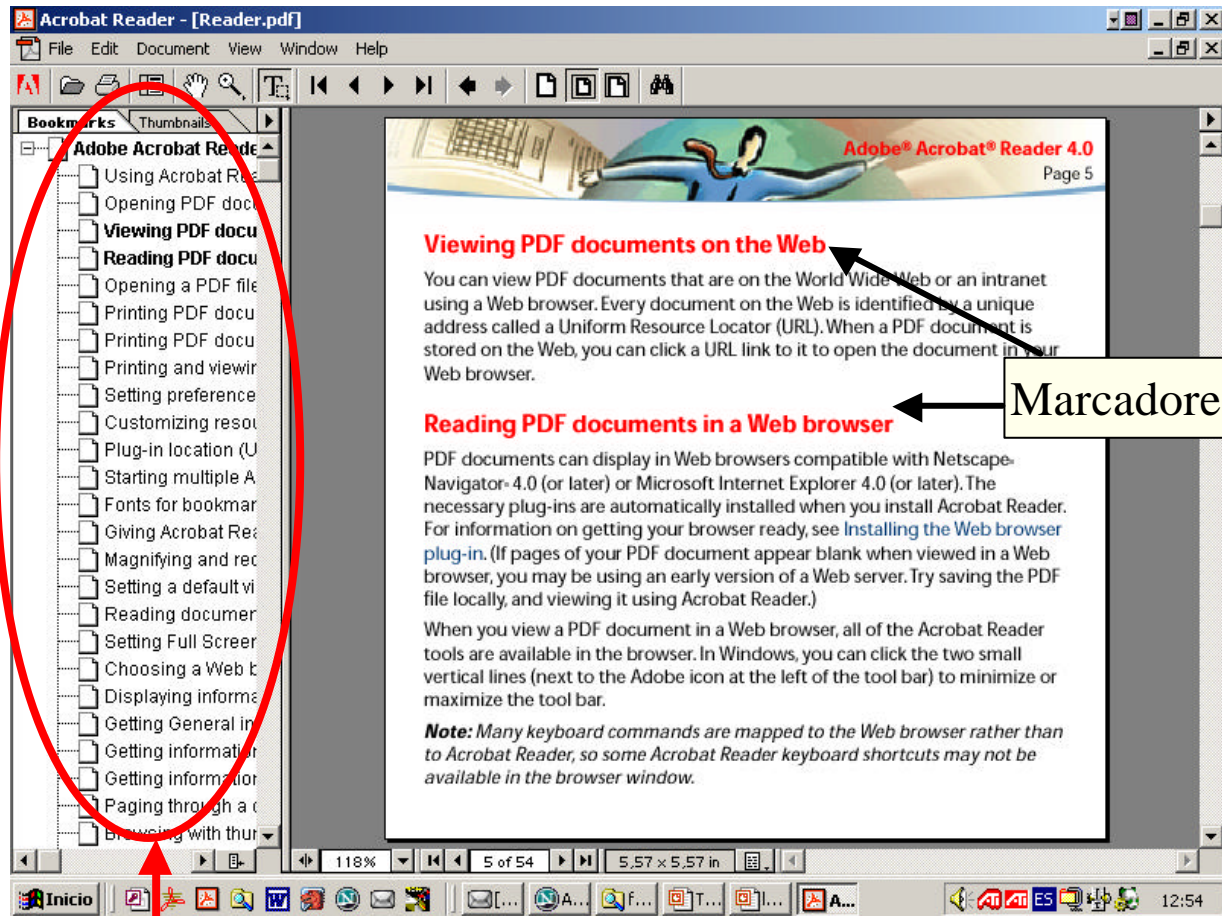 Acrobat Reader - [Reader.pdf]
File Edit Document View Window Help
Bookmarks Thumbnails
Adobe Acrobat Reade
Using Acrobat Rea
Opening PDF docu
Viewing PDF docu
Reading PDF docu
Opening a PDF file
Printing PDF docu
Printing PDF docu
Printing and viewin
Setting preference
Customizing resou
Plug-in location (U
Starting multiple A
Fonts for bookmar
Giving Acrobat Rea
Magnifying and red
Setting a default vi
Reading documen
Setting Full Screen
Choosing a Web b
Displaying informa
Getting General in
Getting information
Getting information
Paging through a d
Browsing with thum
Adobe® Acrobat® Reader 4.0
Page 5
Viewing PDF documents on the Web
You can view PDF documents that are on the World Wide Web or an intranet
using a Web browser. Every document on the Web is identified by a unique
address called a Uniform Resource Locator (URL). When a PDF document is
stored on the Web, you can click a URL link to it to open the document in your
Web browser.
Marcadore
Reading PDF documents in a Web browser
PDF documents can display in Web browsers compatible with Netscape
Navigator 4.0 (or later) or Microsoft Internet Explorer 4.0 (or later). The
necessary plug-ins are automatically installed when you install Acrobat Reader.
For information on getting your browser ready, see Installing the Web browser
plug-in. (If pages of your PDF document appear blank when viewed in a Web
browser, you may be using an early version of a Web server. Try saving the PDF
file locally, and viewing it using Acrobat Reader.)
When you view a PDF document in a Web browser, all of the Acrobat Reader
tools are available in the browser. In Windows, you can click the two small
vertical lines (next to the Adobe icon at the left of the tool bar) to minimize or
maximize the tool bar.
Note: Many keyboard commands are mapped to the Web browser rather than
to Acrobat Reader, so some Acrobat Reader keyboard shortcuts may not be
available in the browser window.
118% 5 of 54 5,57 x 5,57 in
Inicio [... A... f... T... I... A... ES 12:54